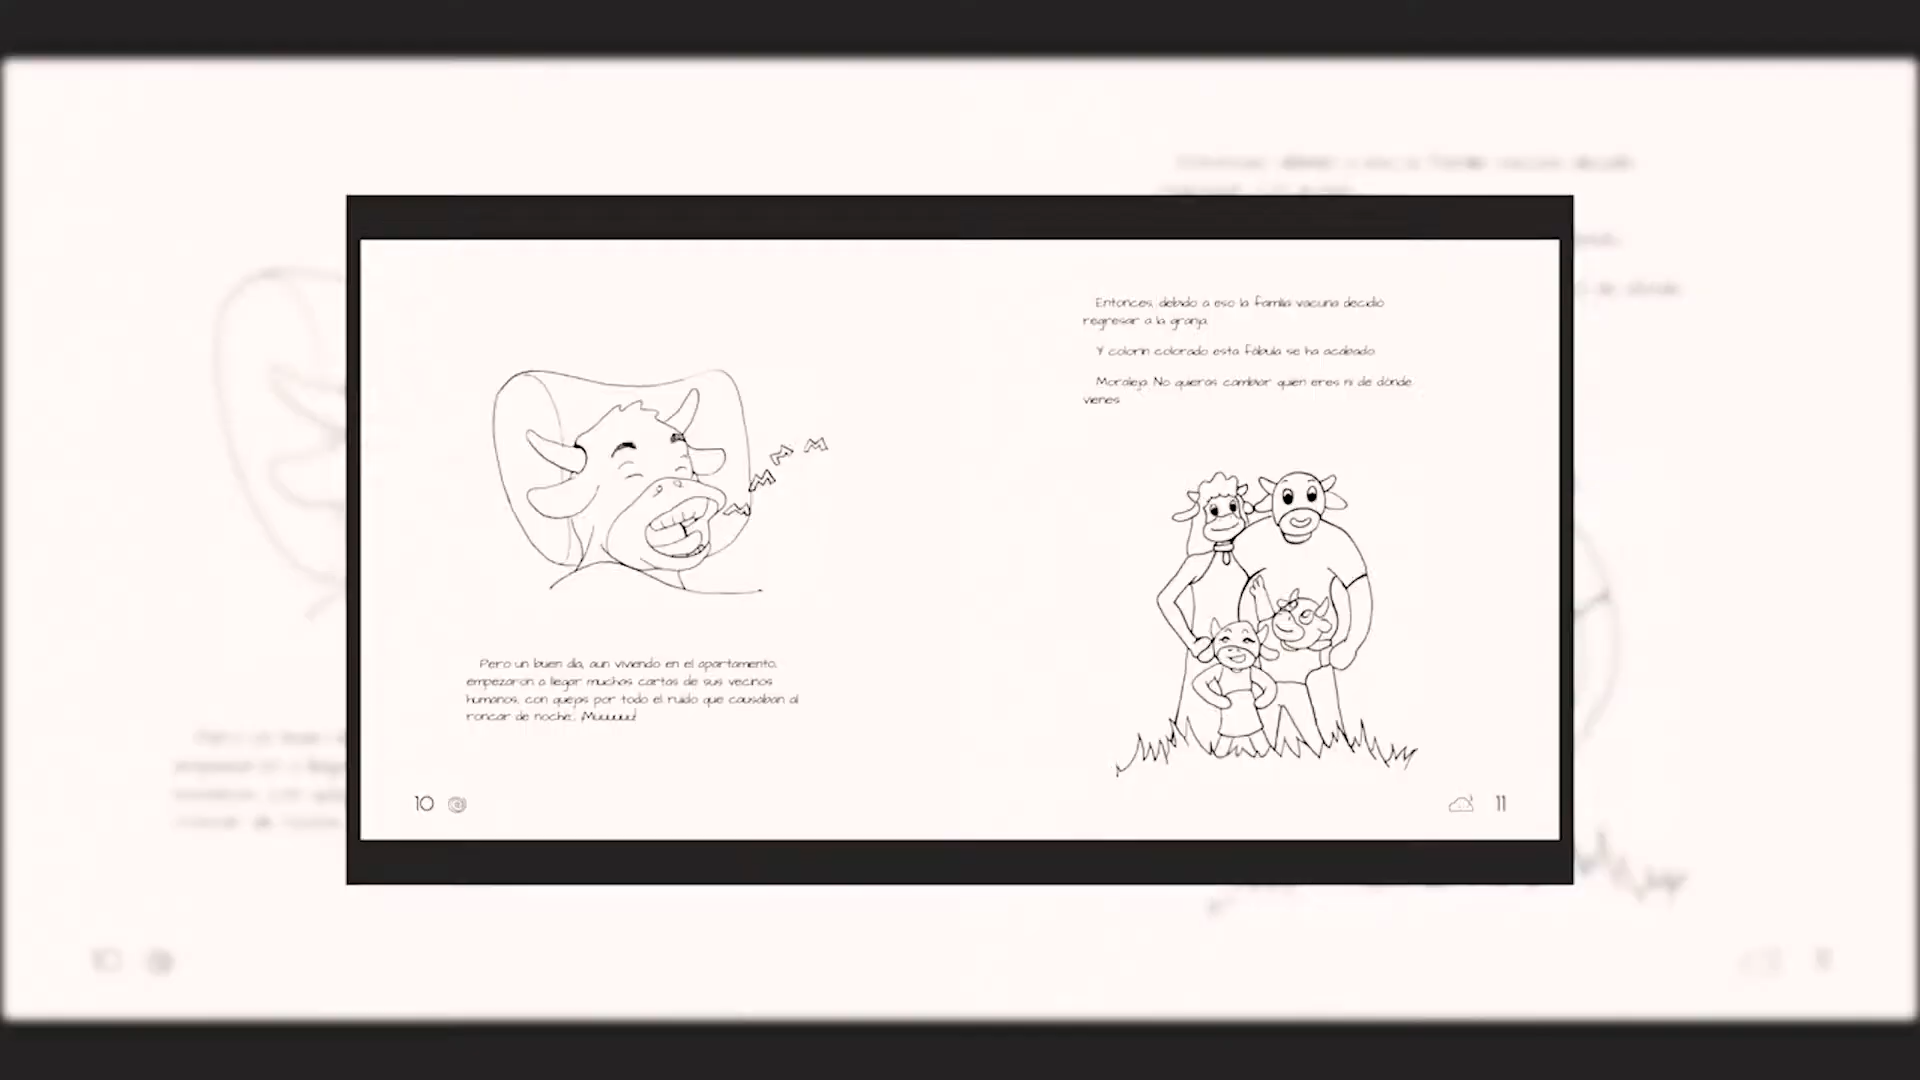 Pero un buen día, aun viviendo en el apartamento,
empezaron a llegar muchas cartas de sus vecinos
humanos, con quejas por todo el ruido que causaban al
roncar de noche... ¡Muuuuu!
10
Entonces, debido a eso la familia vacuna decidió
regresar a la granja.
Y colorín colorado esta fábula se ha acabado.
Moraleja: No quieras cambiar quien eres ni de dónde
vienes
11
M
M
M
M